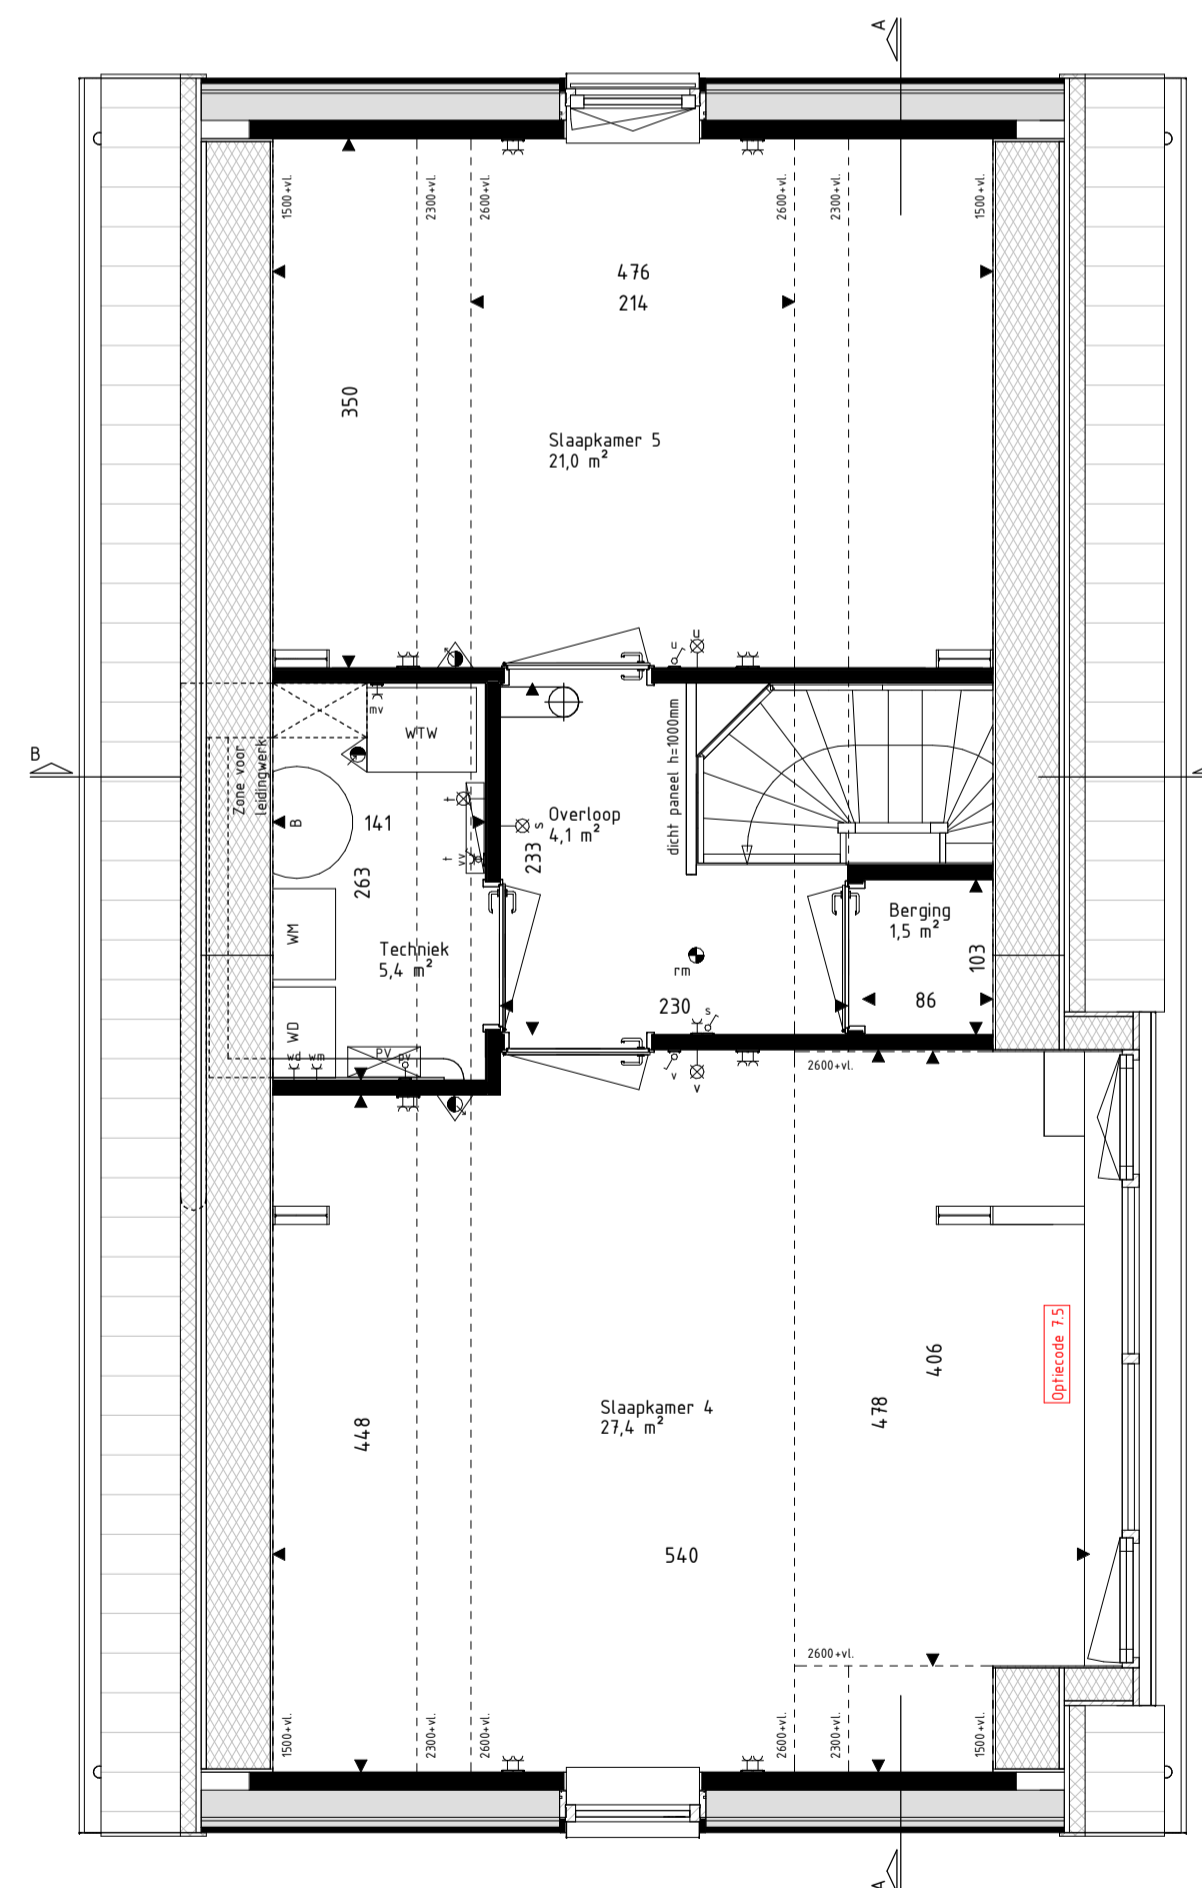 A
1500+vl.
2300+vl.
2600+vl.
2600+vl.
2300+vl.
1500+vl.
476
214
350
Slaapkamer 5
21,0 m²
u
u
mv
WTW
dicht paneel h=1000mm
B
Zone voor
leidingwerk
B
141
t
s
Overloop
4,1 m²
233
t
vv
263
WM
Techniek
5,4 m²
Berging
1,5 m²
103
rm
86
230
s
WD
wd
wm
PV
pv
v
v
2600+vl.
Optiecode 7.5
406
478
Slaapkamer 4
27,4 m²
448
540
2600+vl.
1500+vl.
2300+vl.
2600+vl.
2600+vl.
2300+vl.
1500+vl.
A